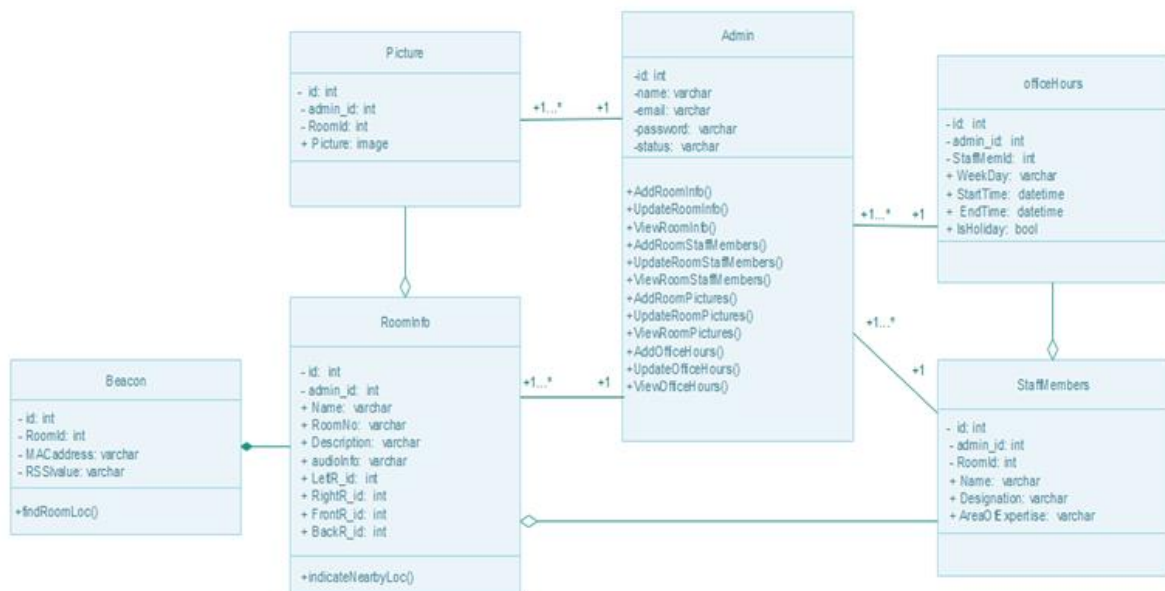 Picture
- id: int
- admin_id: int
- RoomId: int
+ Picture: image
+1...*
+1
Admin
-id: int
-name: varchar
-email: varchar
-password: varchar
-status: varchar
+AddRoomInfo()
+UpdateRoomInfo()
+ViewRoomInfo()
+AddRoomStaffMembers()
+UpdateRoomStaffMembers()
+ViewRoomStaffMembers()
+AddRoomPictures()
+UpdateRoomPictures()
+ViewRoomPictures()
+AddOfficeHours()
+UpdateOfficeHours()
+ViewOfficeHours()
+1...*
+1
officeHours
- id: int
- admin_id: int
- StaffMemId: int
+ WeekDay: varchar
+ StartTime: datetime
+ EndTime: datetime
+ IsHoliday: bool
+1...*
+1
Beacon
- id: int
- RoomId: int
- MACaddress: varchar
- RSSIvalue: varchar
+findRoomLoc()
RoomInfo
- id: int
- admin_id: int
+ Name: varchar
+ RoomNo: varchar
+ Description: varchar
+ audioInfo: varchar
+ LeftR_id: int
+ RightR_id: int
+ FrontR_id: int
+ BackR_id: int
+indicateNearbyLoc()
+1...*
+1
StaffMembers
- id: int
- admin_id: int
- RoomId: int
+ Name: varchar
+ Designation: varchar
+ AreaOfExpertise: varchar